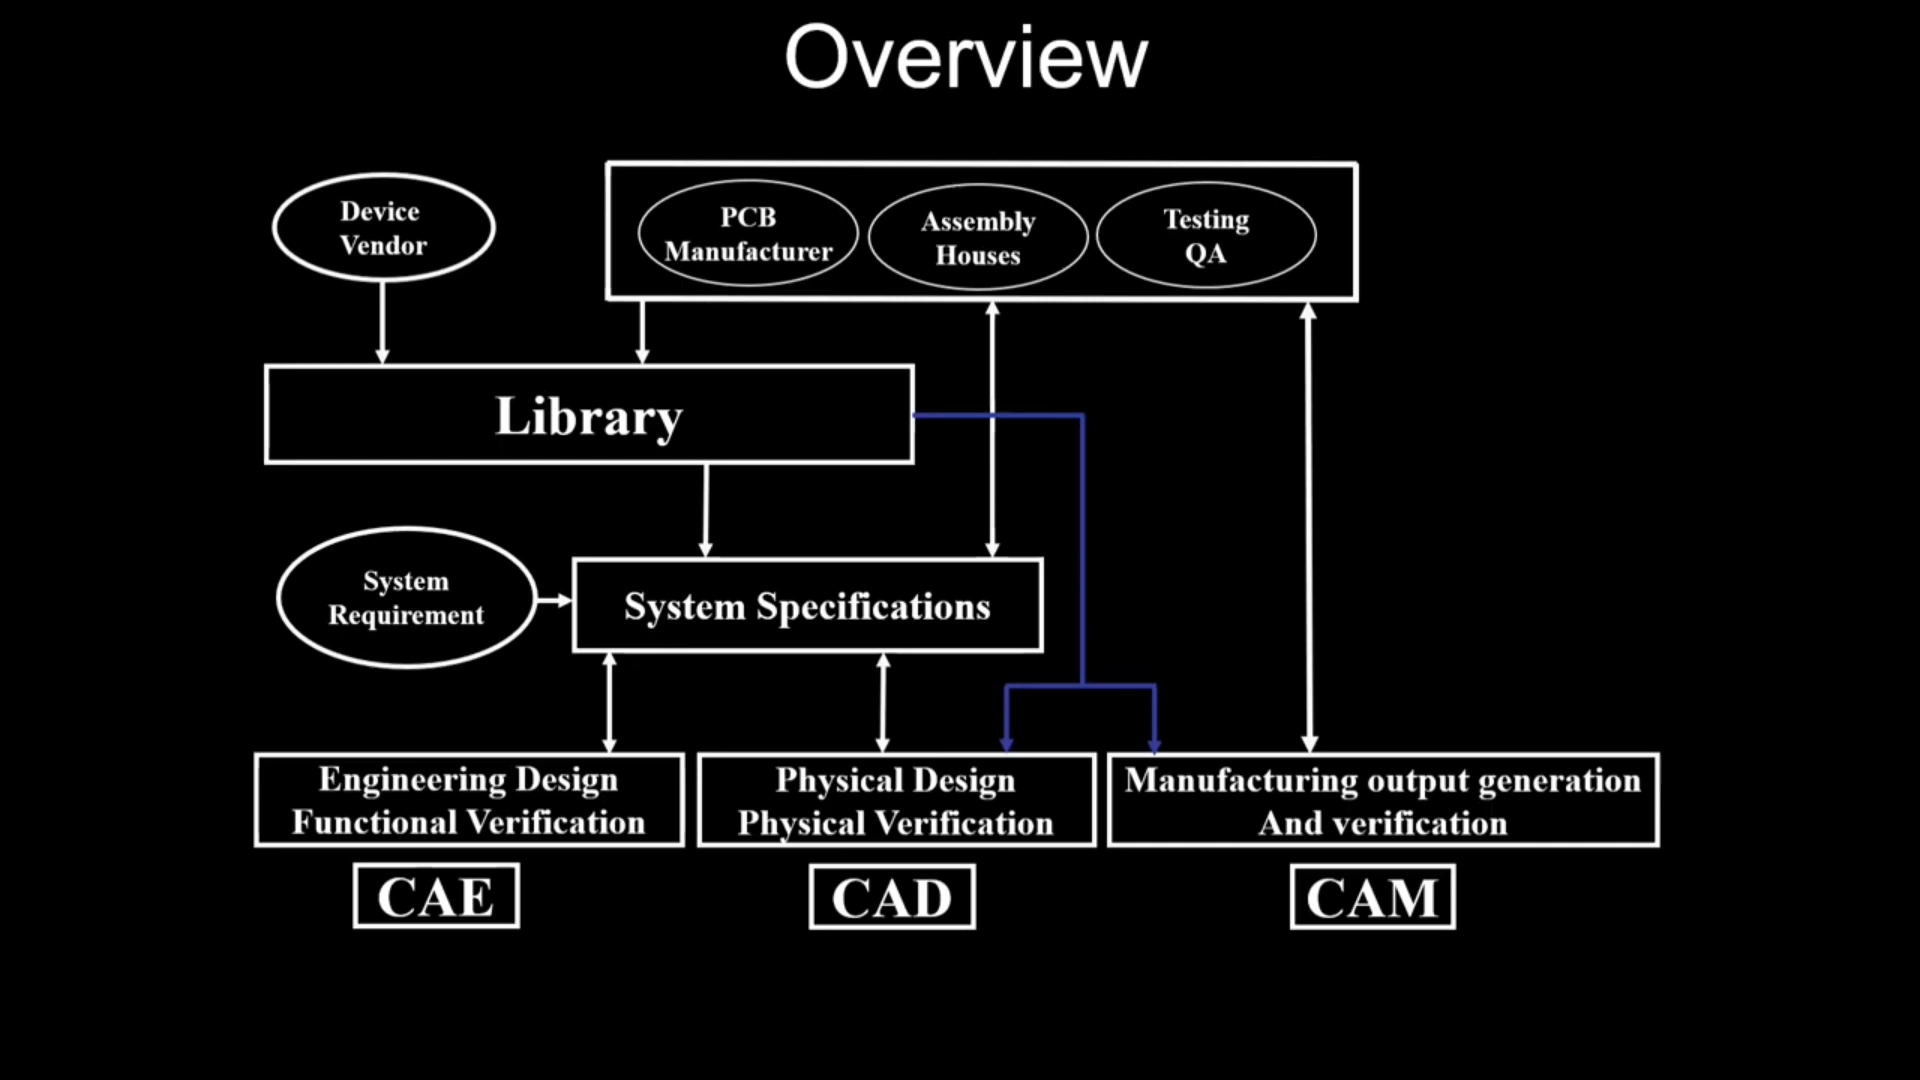 Overview
Device
Vendor
PCB
Manufacturer
Assembly
Houses
Testing
QA
Library
System
Requirement
System Specifications
Engineering Design
Functional Verification
Physical Design
Physical Verification
Manufacturing output generation
And verification
CAE
CAD
CAM